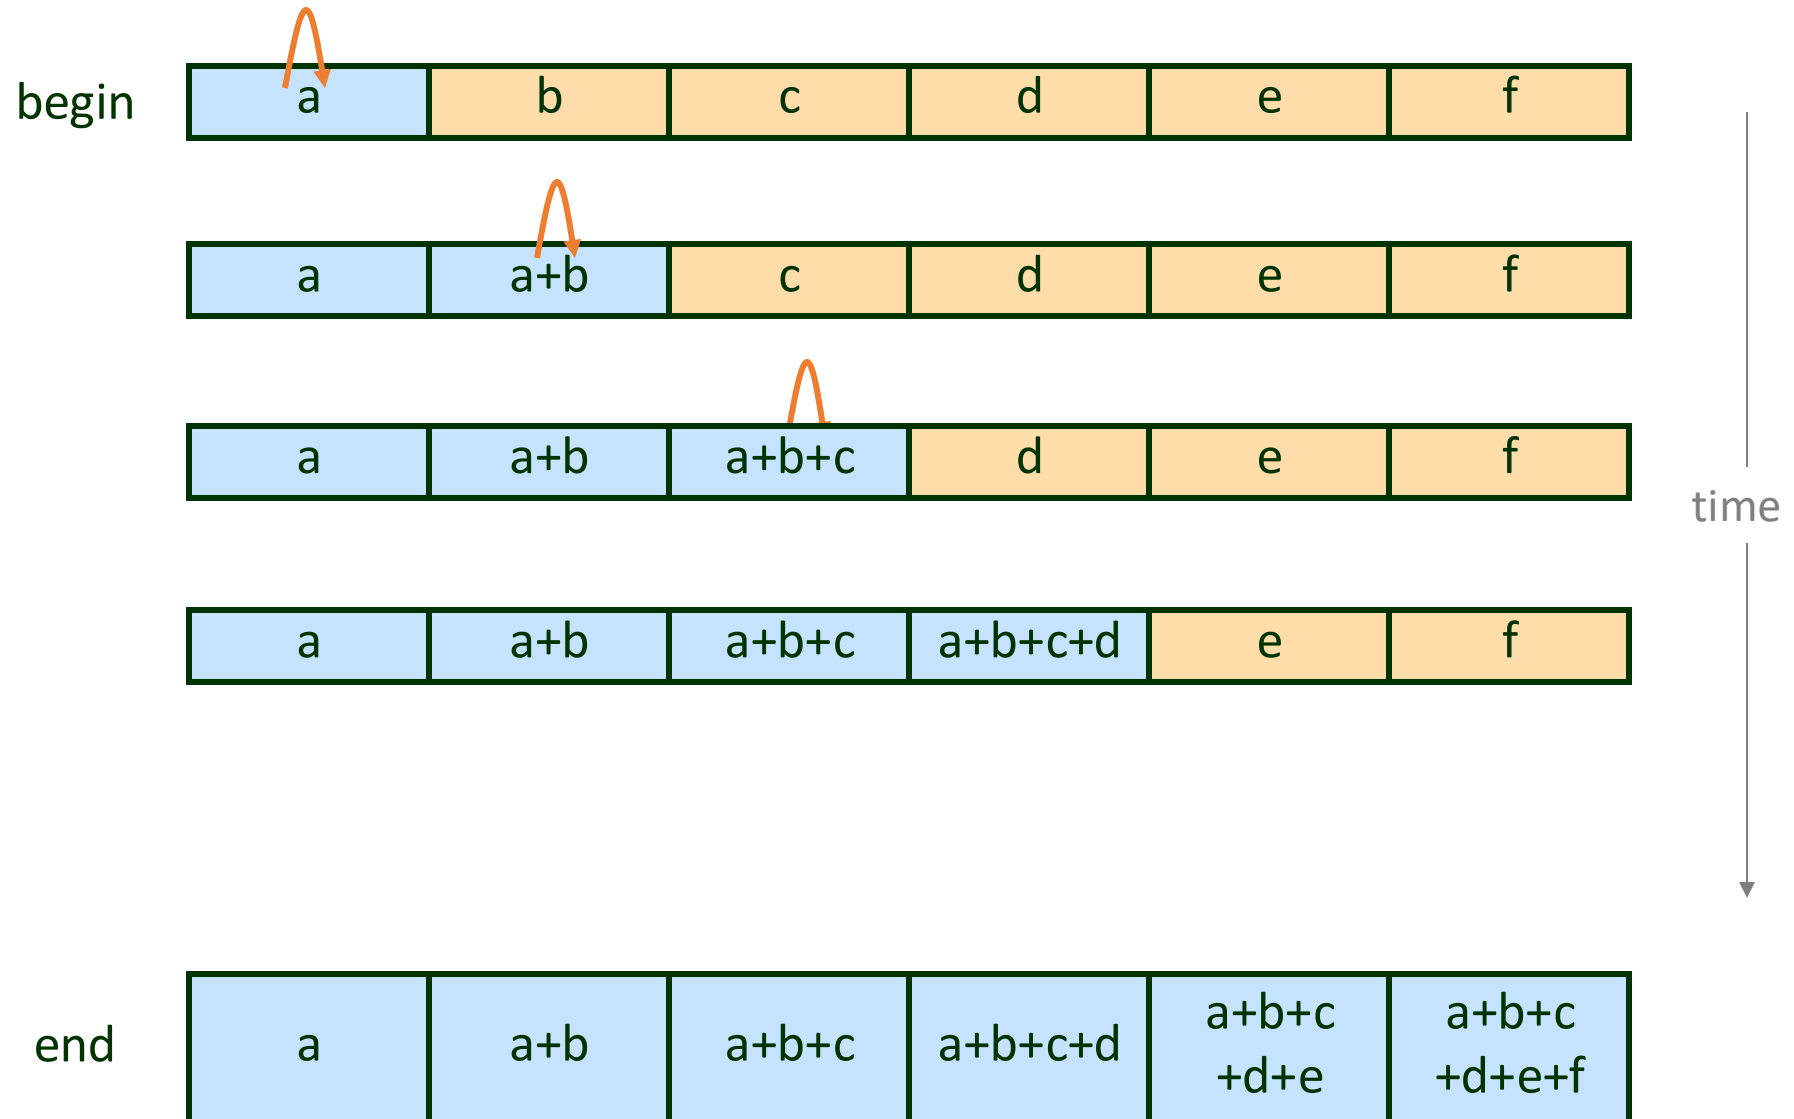 begin a b c d e f
a a+b c d e f
a a+b a+b+c d e f
time
a a+b a+b+c a+b+c+d e f
end a a+b a+b+c a+b+c+d a+b+c a+b+c
+d+e +d+e+f